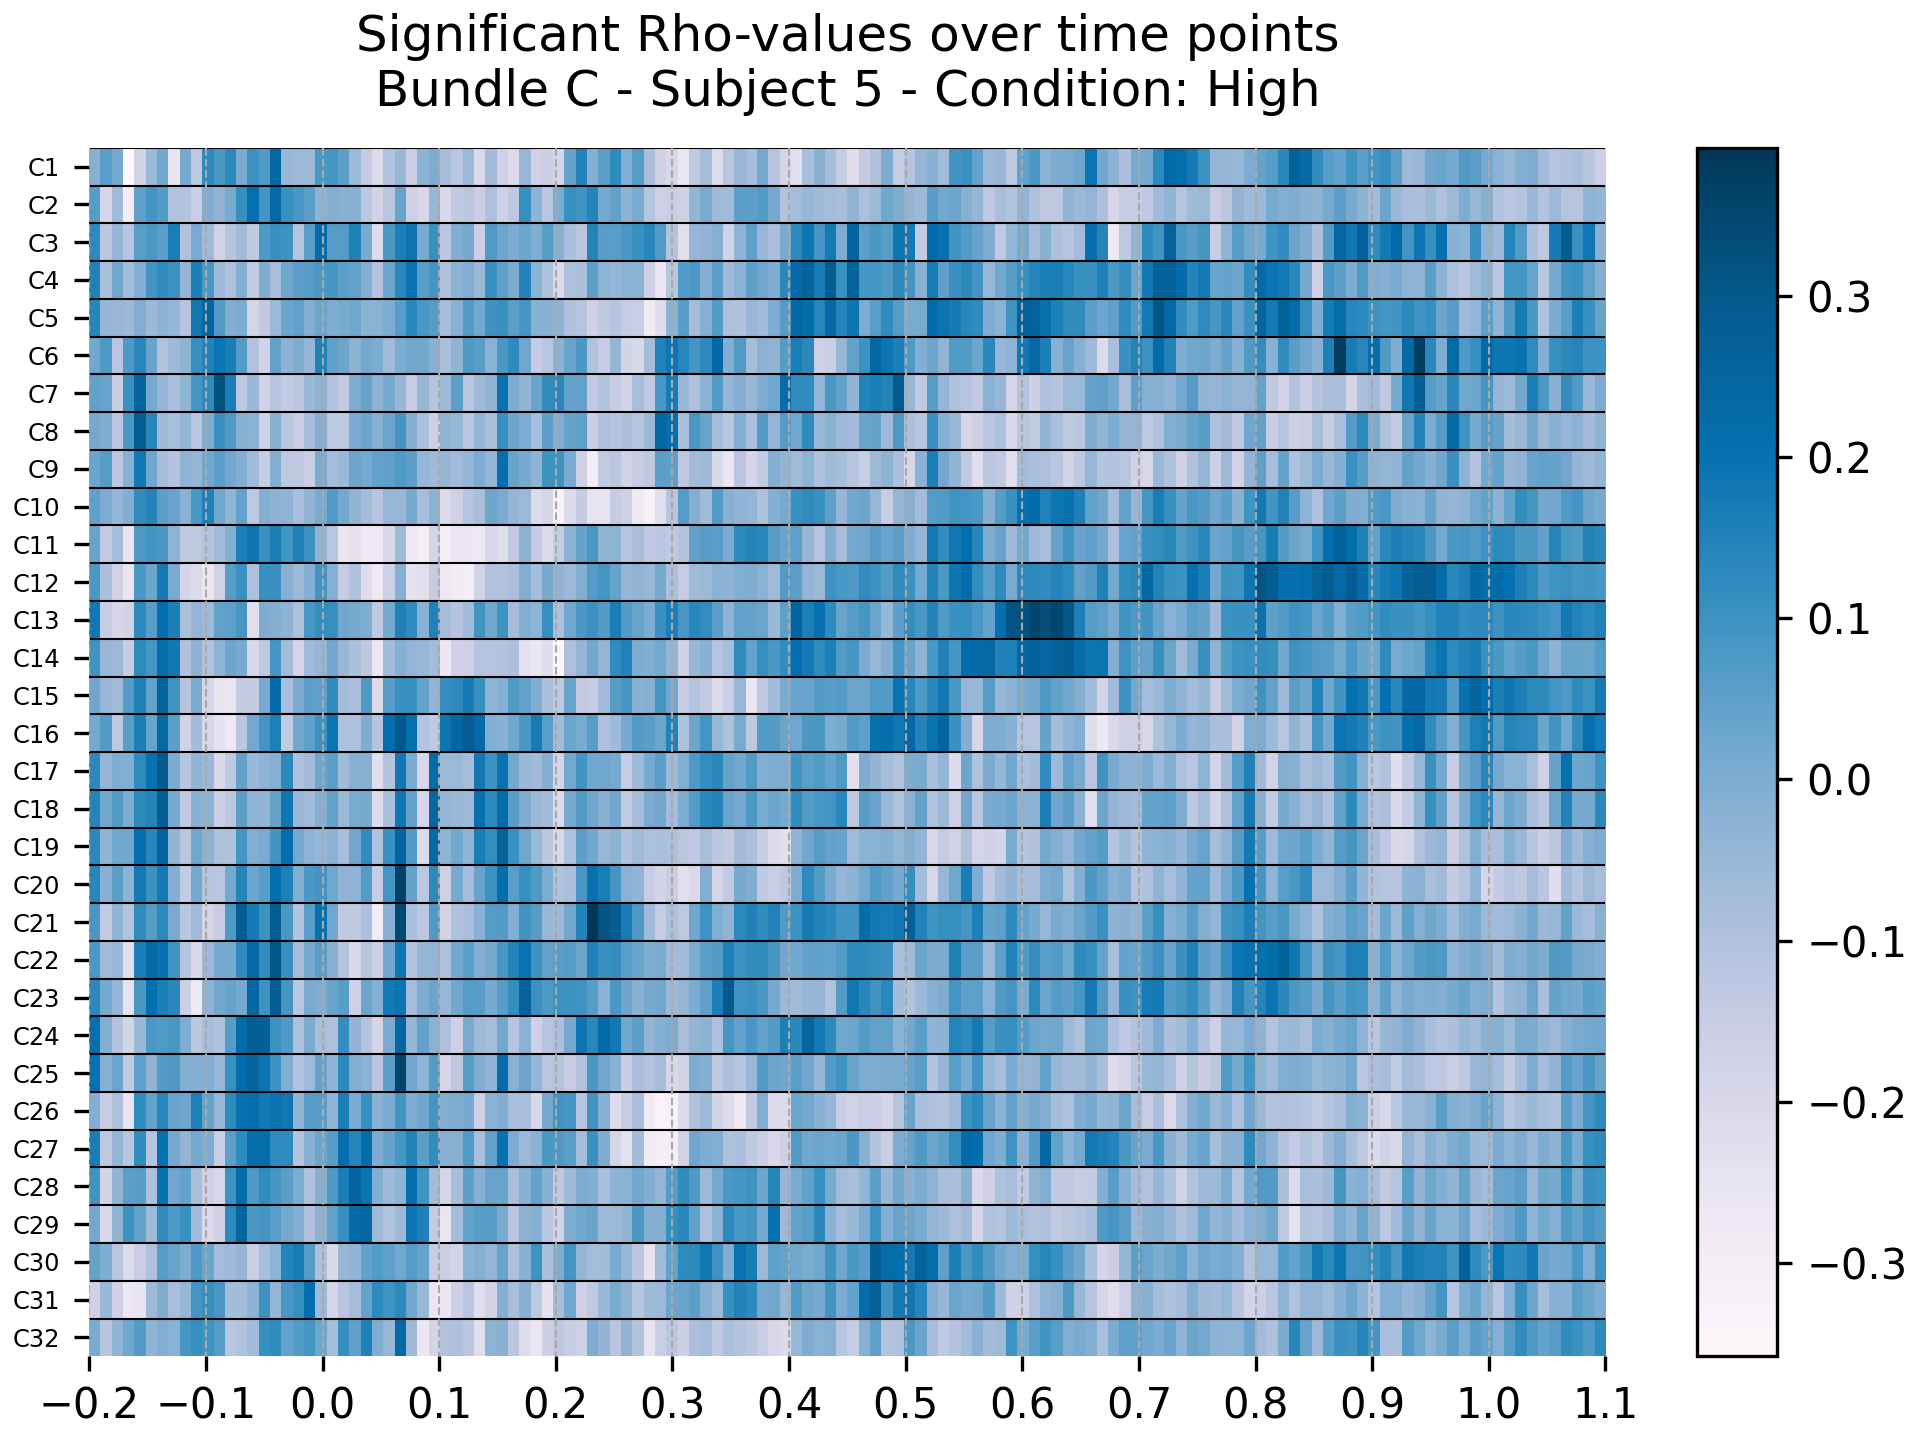 Significant Rho-values over time points
Bundle C - Subject 5 - Condition: High
C1
C2
C3
C4
C5
C6
C7
C8
C9
C10
C11
C12
C13
C14
C15
C16
C17
C18
C19
C20
C21
C22
C23
C24
C25
C26
C27
C28
C29
C30
C31
C32
−0.2 −0.1 0.0 0.1 0.2 0.3 0.4 0.5 0.6 0.7 0.8 0.9 1.0 1.1
0.3
0.2
0.1
0.0
−0.1
−0.2
−0.3